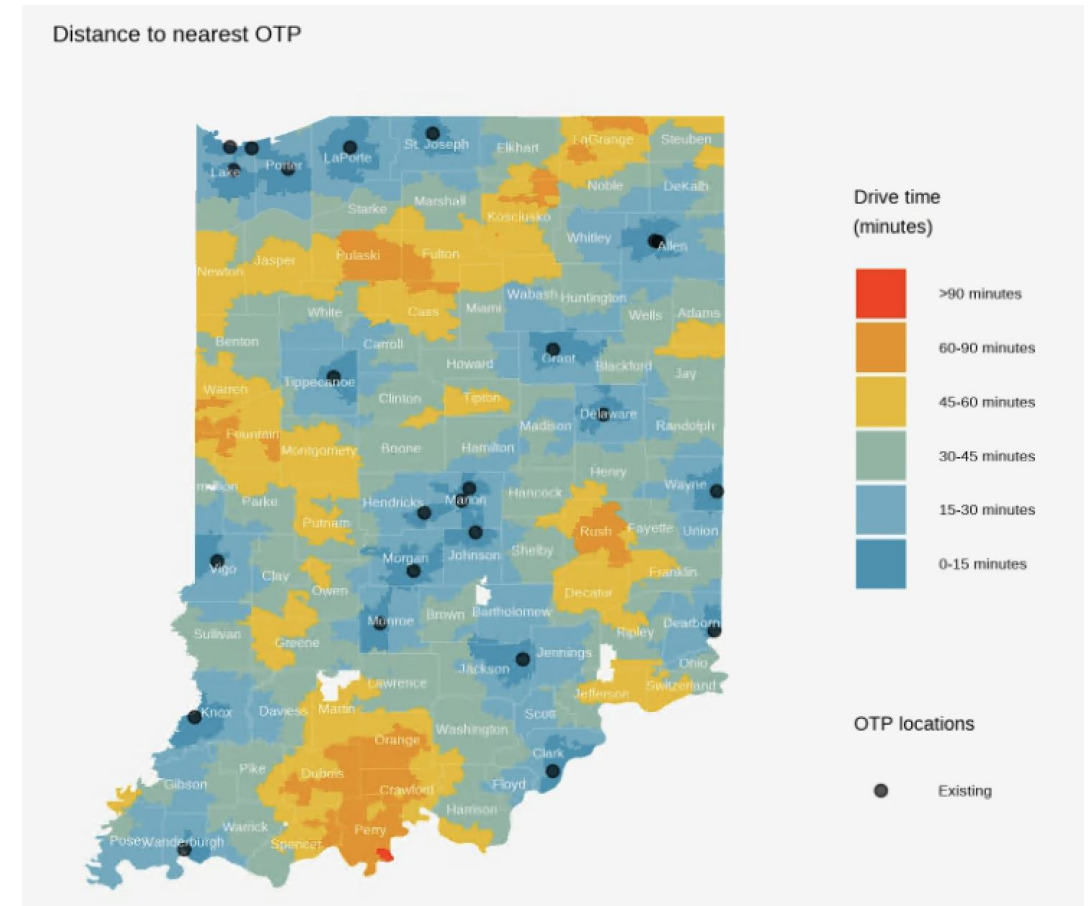 Distance to nearest OTP
LaGrange
Steuben
St. Joseph
Elkhart
LaPorte
Porter
Lake
Noble
DeKalb
Marshall
Starke
Kosciusko
Whitley
Allen
Pulaski
Fulton
Jasper
Newton
Wabash
Huntington
Miami
White
Cass
Wells
Adams
Benton
Carroll
Grant
Howard
Blackford
Jay
Tippecanoe
Warren
Clinton
Tipton
Delaware
Madison
Randolph
Fountain
Montgomery
Boone
Hamilton
Henry
Wayne
Parke
Hendricks
Marion
Hancock
Putnam
Rush
Fayette
Union
Morgan
Johnson
Shelby
Vigo
Clay
Owen
Franklin
Decatur
Monroe
Brown
Bartholomew
Dearborn
Ripley
Sullivan
Greene
Jennings
Jackson
Ohio
Lawrence
Switzerland
Jefferson
Knox
Daviess
Martin
Scott
Washington
Orange
Clark
Pike
Dubois
Gibson
Crawford
Floyd
Harrison
Warrick
Perry
Posey
Vanderburgh
Spencer
Drive time
(minutes)
>90 minutes
60-90 minutes
45-60 minutes
30-45 minutes
15-30 minutes
0-15 minutes
OTP locations
Existing